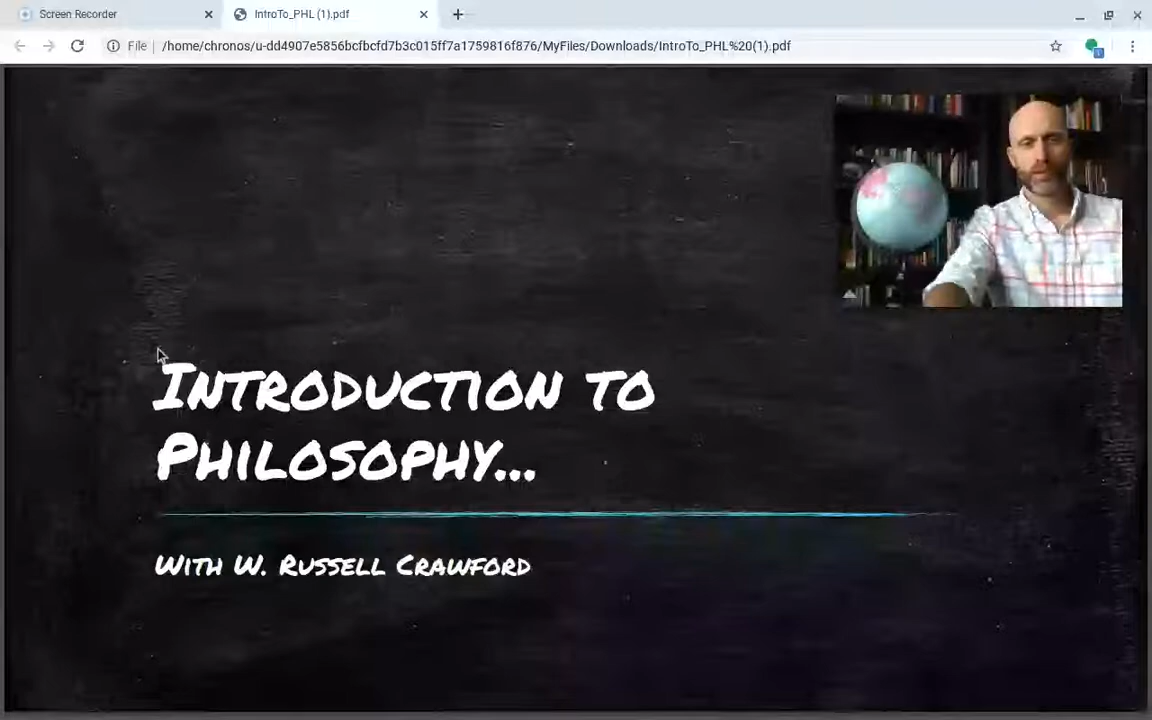 Screen Recorder
IntroTo_PHL (1).pdf
File
/home/chronos/u-dd4907e5856bcfbcfd7b3c015ff7a1759816f876/MyFiles/Downloads/IntroTo_PHL%20(1).pdf
Introduction to
Philosophy...
With W. Russell Crawford